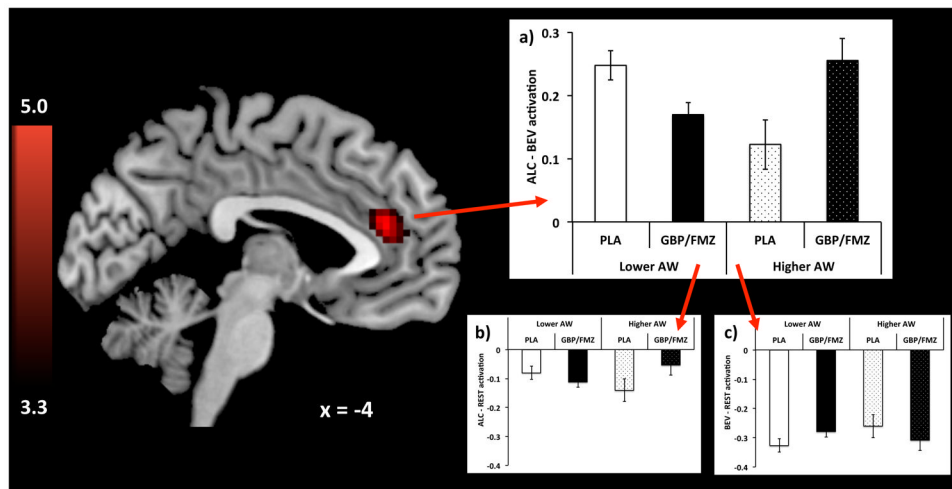 5.0
3.3
x = -4
a)
ALC - BEV activation
0.3
0.2
0.1
0
PLA GBP/FMZ PLA GBP/FMZ
Lower AW Higher AW
b)
Lower AW Higher AW
PLA GBP/FMZ PLA GBP/FMZ
ALC - REST activation
0
-0.1
-0.2
-0.3
-0.4
c)
Lower AW Higher AW
PLA GBP/FMZ PLA GBP/FMZ
BEV - REST activation
0
-0.1
-0.2
-0.3
-0.4